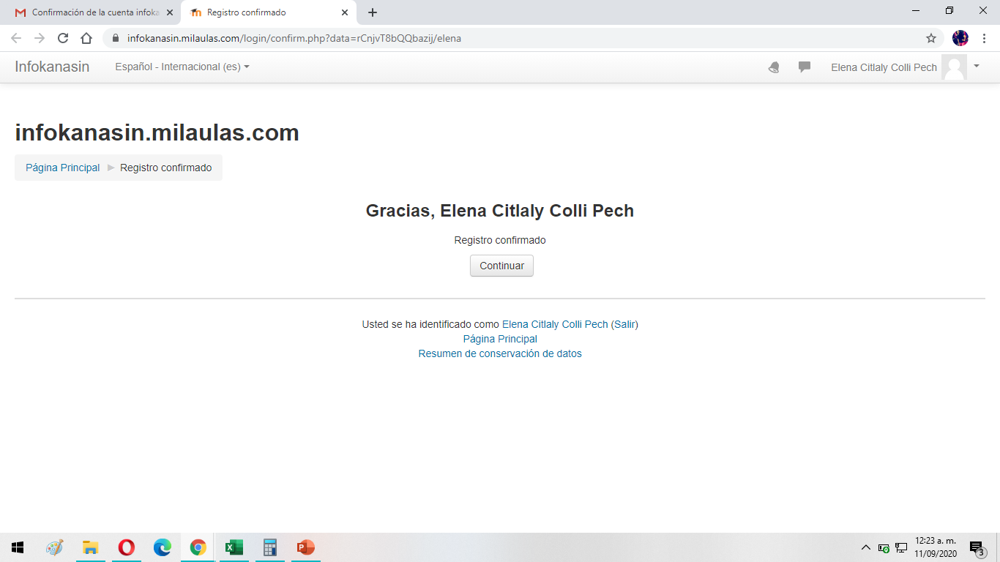 Confirmación de la cuenta infoka
Registro confirmado
infokanasin.milaulas.com/login/confirm.php?data=rCnjvT8bQQbazij/elena
Infokanasin
Español - Internacional (es)
Elena Citlaly Colli Pech
infokanasin.milaulas.com
Página Principal
Registro confirmado
Gracias, Elena Citlaly Colli Pech
Registro confirmado
Continuar
Usted se ha identificado como Elena Citlaly Colli Pech (Salir)
Página Principal
Resumen de conservación de datos
12:23 a. m.
11/09/2020
3